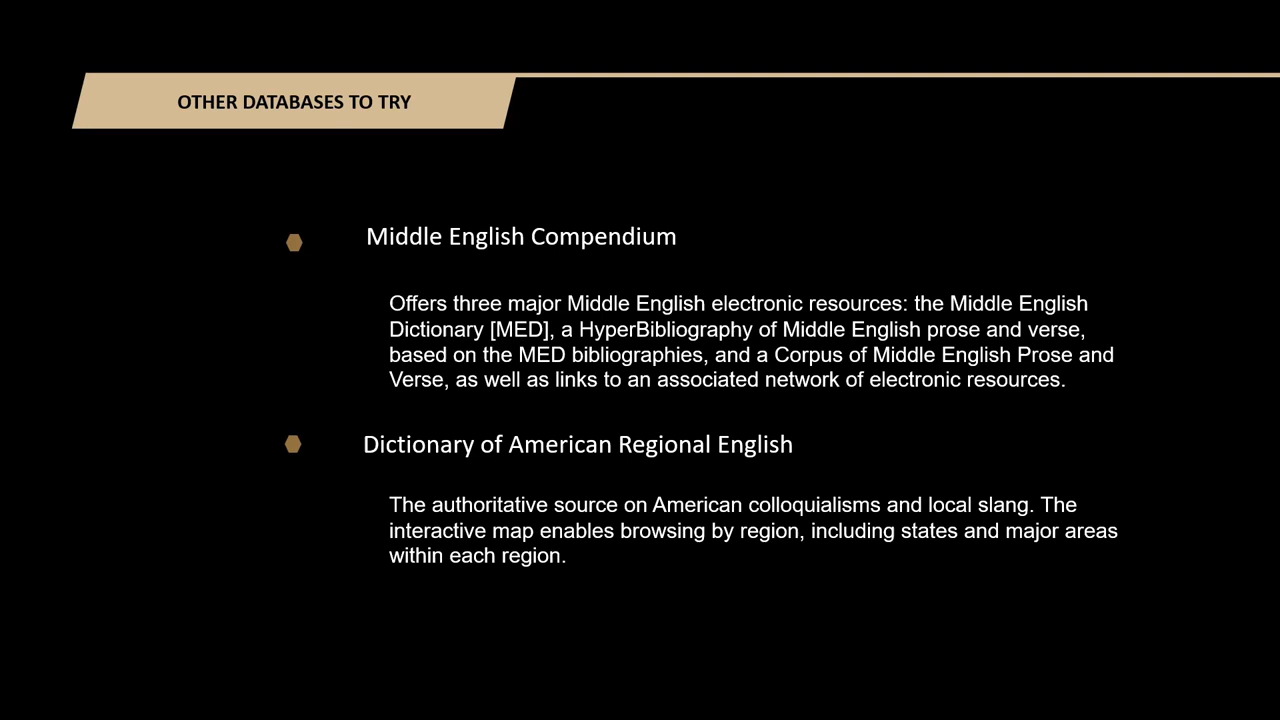 OTHER DATABASES TO TRY
Middle English Compendium
Offers three major Middle English electronic resources: the Middle English
Dictionary [MED], a HyperBibliography of Middle English prose and verse,
based on the MED bibliographies, and a Corpus of Middle English Prose and
Verse, as well as links to an associated network of electronic resources.
Dictionary of American Regional English
The authoritative source on American colloquialisms and local slang. The
interactive map enables browsing by region, including states and major areas
within each region.